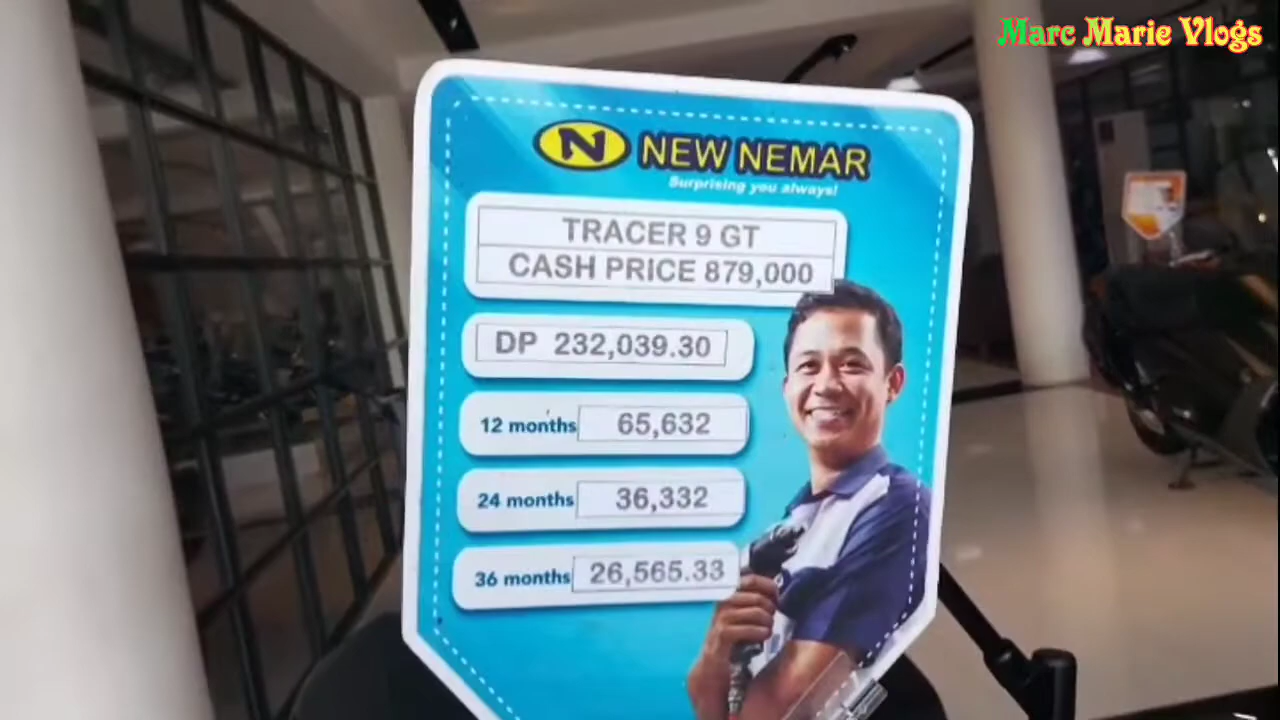 Marc Marie Vlogs
N NEW NEMAR
Surprising you always!
TRACER 9 GT
CASH PRICE 879,000
DP 232,039.30
12 months 65,632
24 months 36,332
36 months 26,565.33